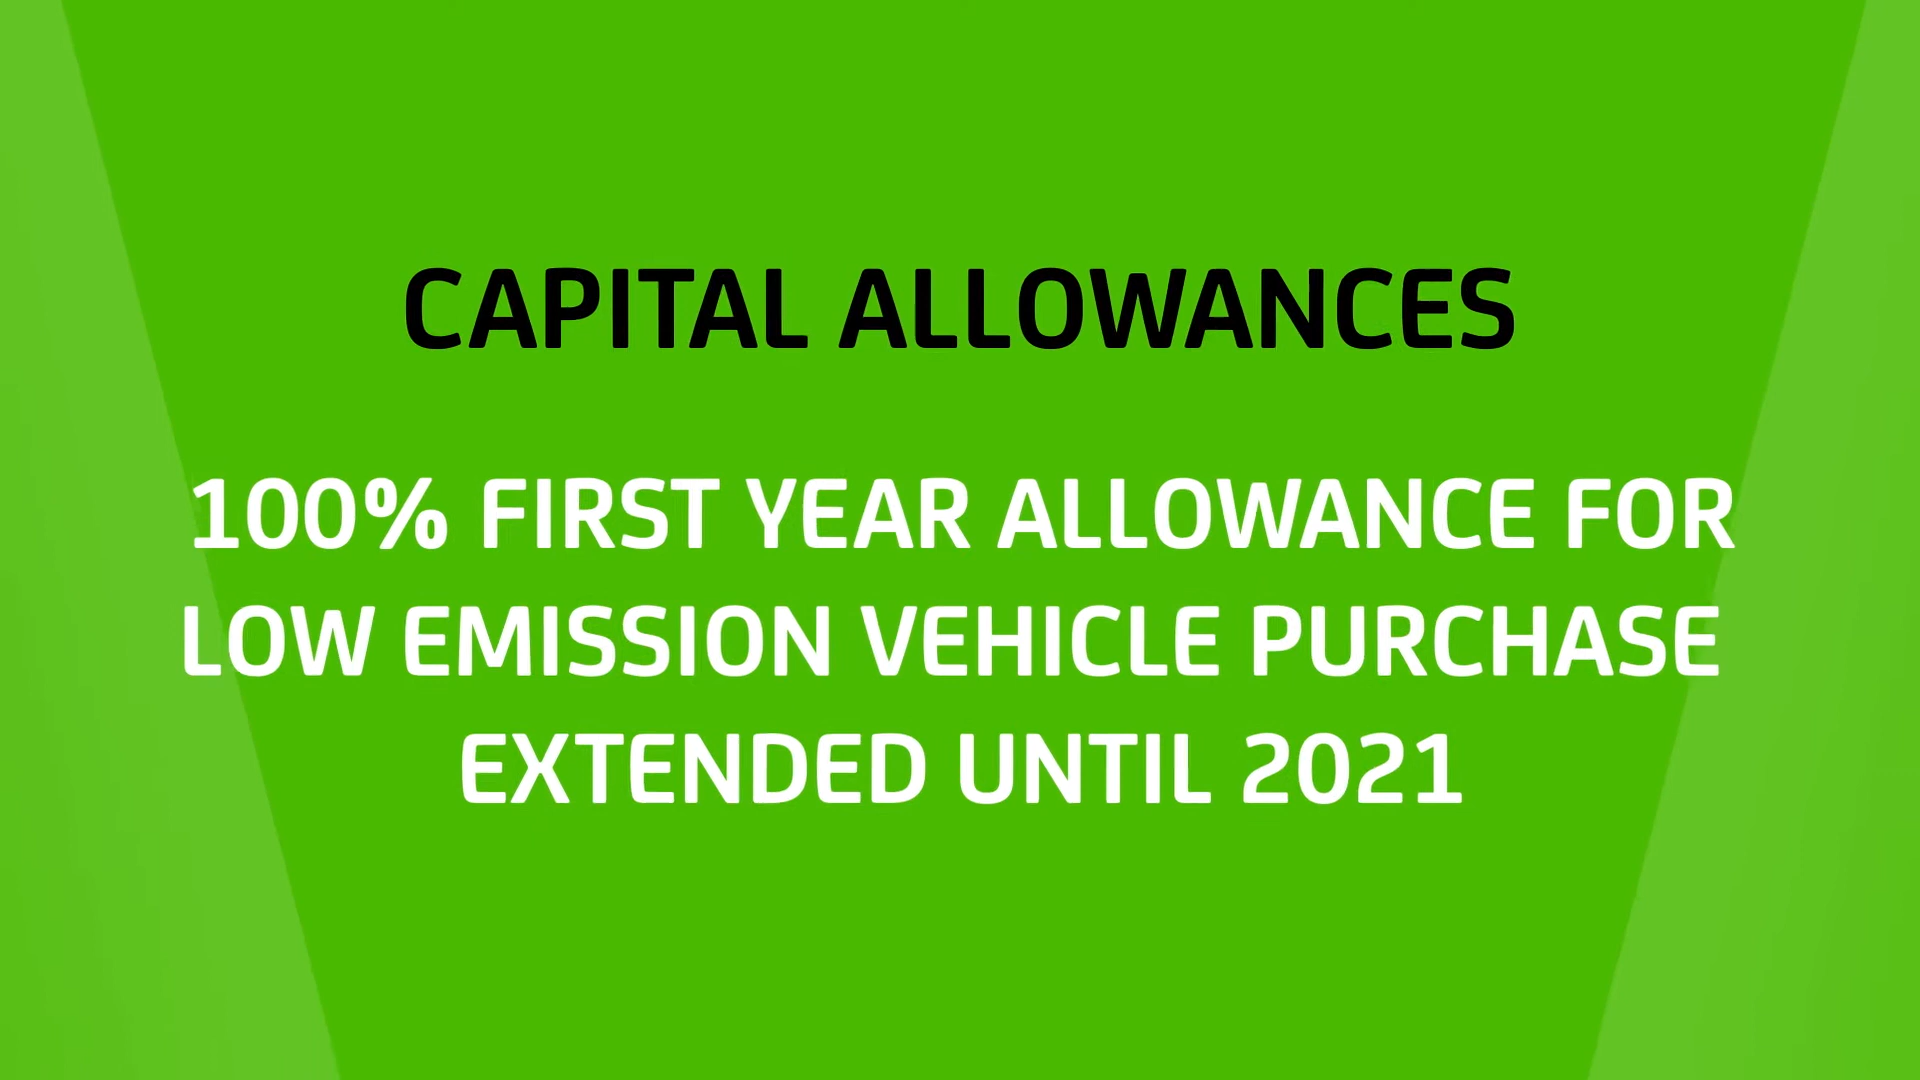 CAPITAL ALLOWANCES
100% FIRST YEAR ALLOWANCE FOR
LOW EMISSION VEHICLE PURCHASE
EXTENDED UNTIL 2021